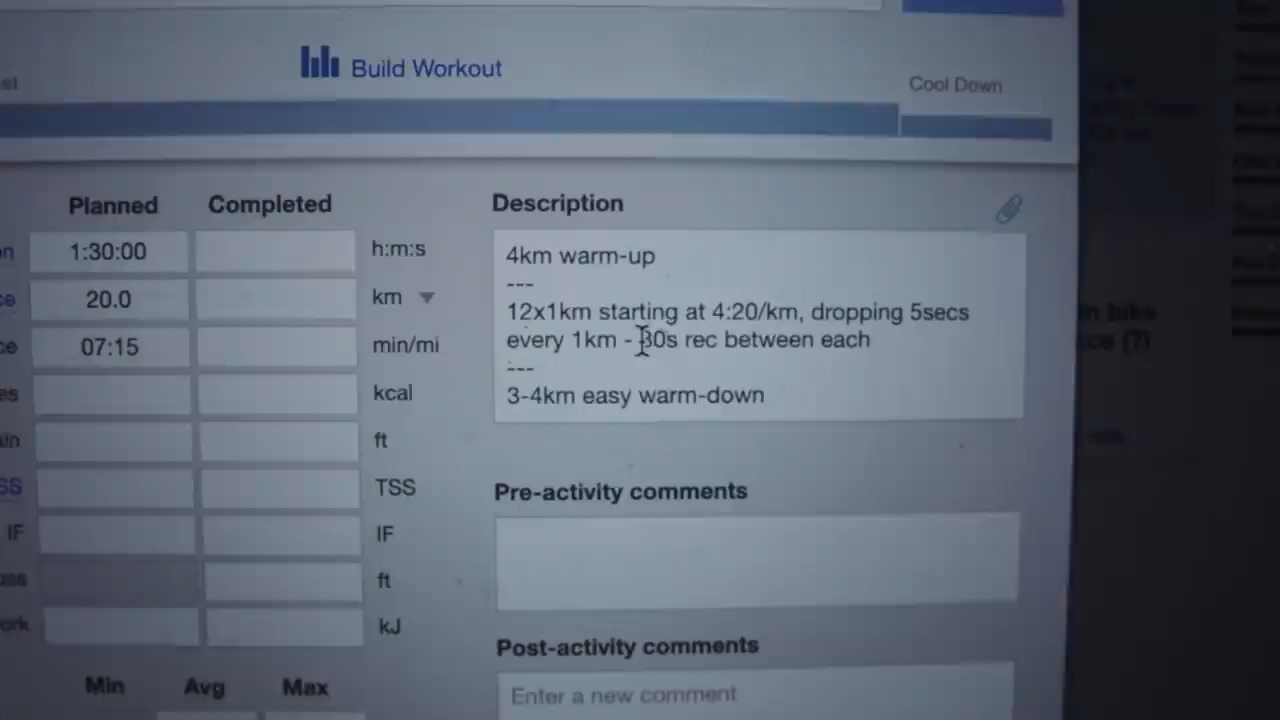 Build Workout
Cool Down
Planned Completed Description
1:30:00 h:m:s
20.0 km
07:15 min/mi
kcal
ft
TSS
IF IF
ft
kJ
4km warm-up
---
12x1km starting at 4:20/km, dropping 5secs
every 1km - 30s rec between each
---
3-4km easy warm-down
Pre-activity comments
Post-activity comments
Enter a new comment
Min Avg Max